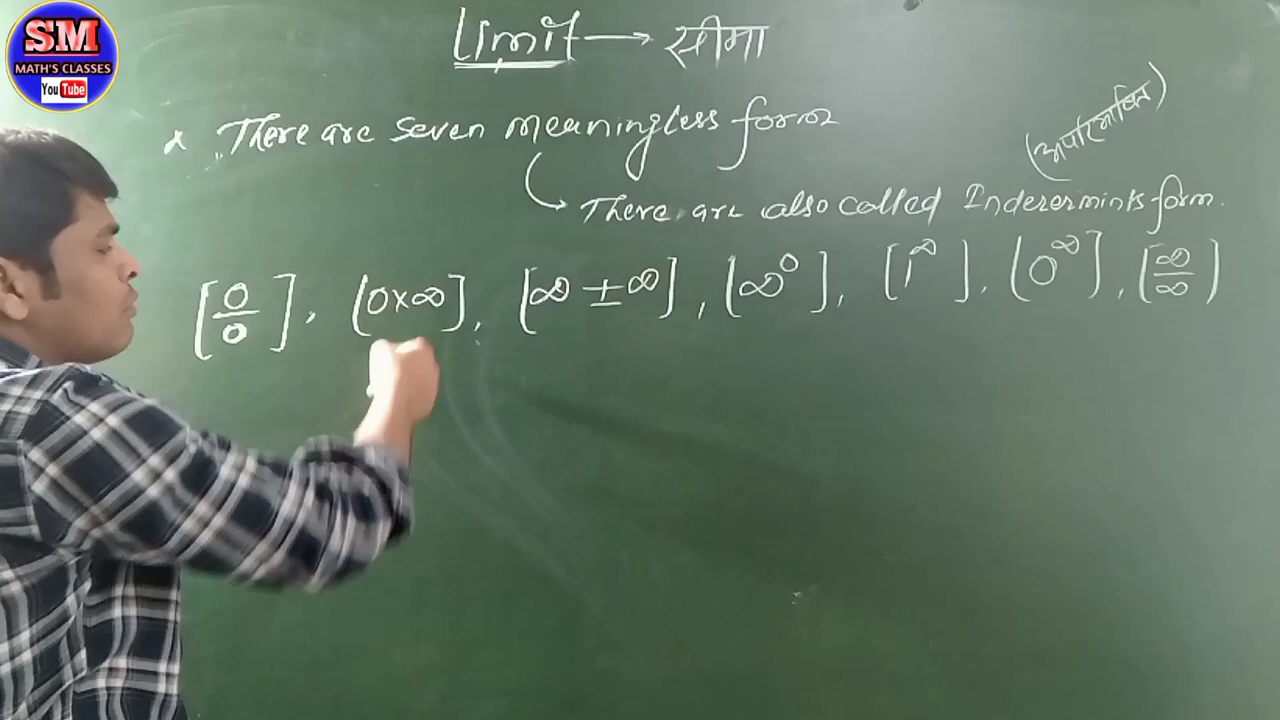 SM
MATH'S CLASSES
YouTube
Limit → सीमा
× There are seven meaningless form
(अपरिभाषित)
There are also called Inderermints form.
[0/0], [0×∞], [∞ ± ∞], [∞⁰], [1^∞], [0^∞], [∞/∞]